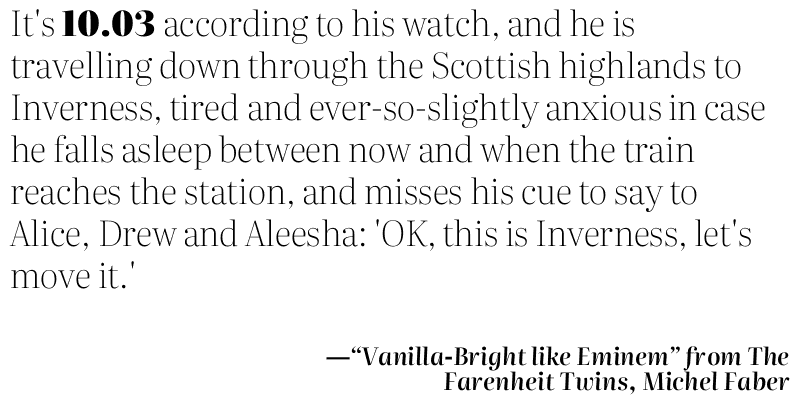 It's 10.03 according to his watch, and he is
travelling down through the Scottish highlands to
Inverness, tired and ever-so-slightly anxious in case
he falls asleep between now and when the train
reaches the station, and misses his cue to say to
Alice, Drew and Aleesha: 'OK, this is Inverness, let's
move it.'
—“Vanilla-Bright like Eminem” from The
Farenheit Twins, Michel Faber